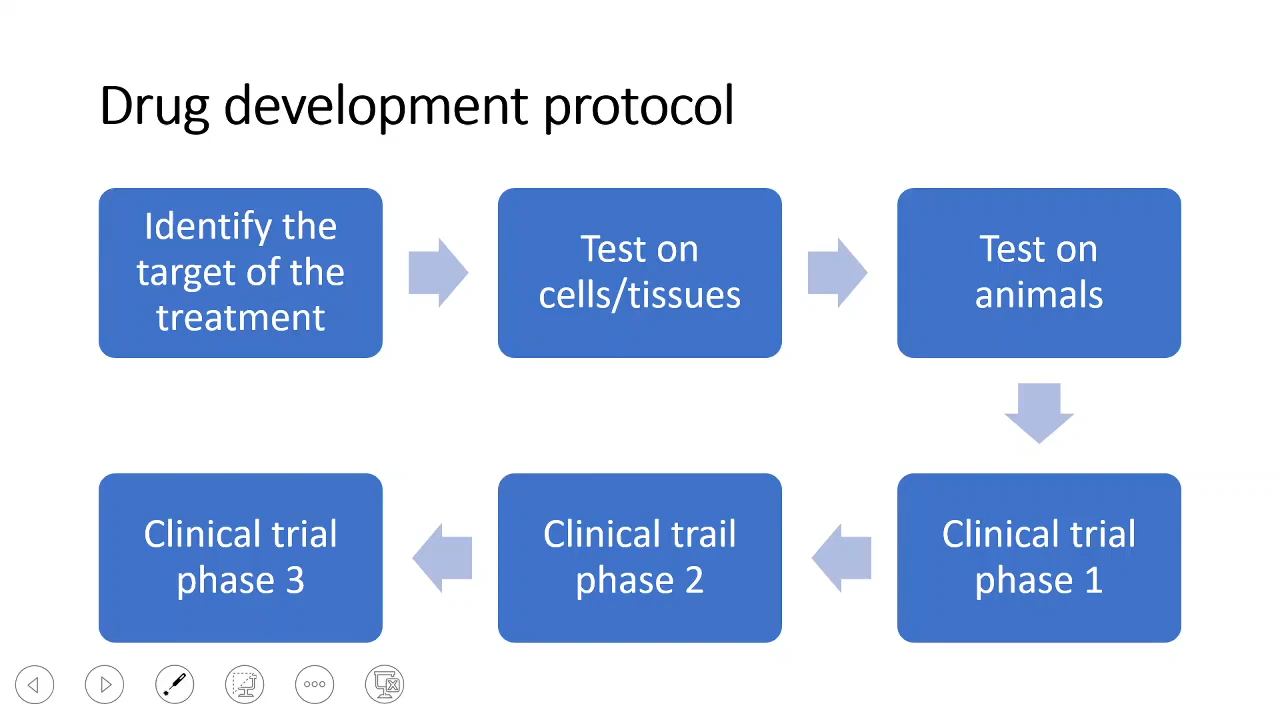 Drug development protocol
Identify the
target of the
treatment
Test on
cells/tissues
Test on
animals
Clinical trial
phase 1
Clinical trail
phase 2
Clinical trial
phase 3